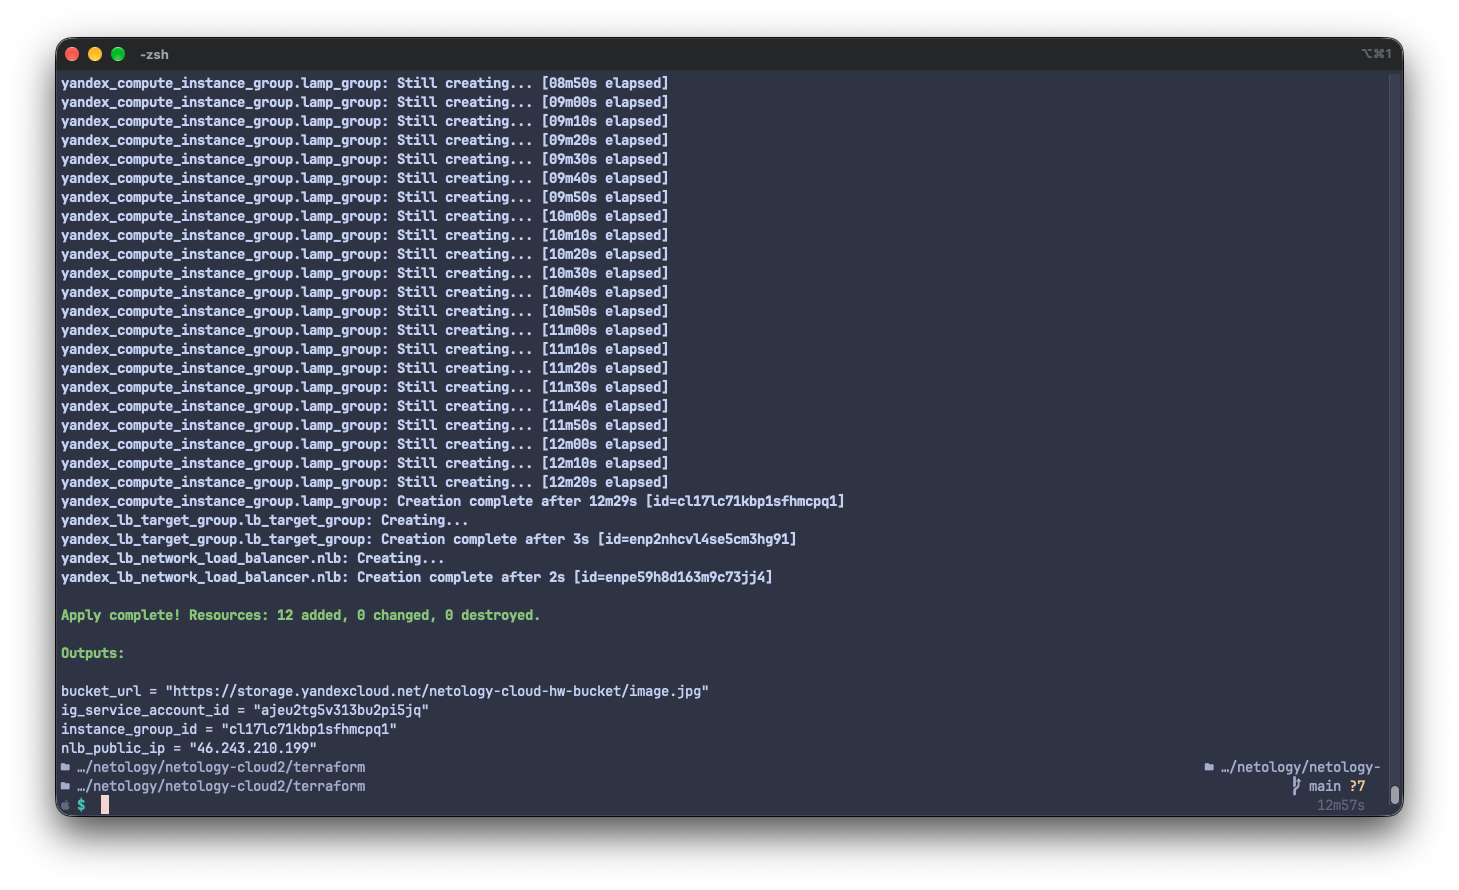 -zsh
⌥⌘1
yandex_compute_instance_group.lamp_group: Still creating... [08m50s elapsed]
yandex_compute_instance_group.lamp_group: Still creating... [09m00s elapsed]
yandex_compute_instance_group.lamp_group: Still creating... [09m10s elapsed]
yandex_compute_instance_group.lamp_group: Still creating... [09m20s elapsed]
yandex_compute_instance_group.lamp_group: Still creating... [09m30s elapsed]
yandex_compute_instance_group.lamp_group: Still creating... [09m40s elapsed]
yandex_compute_instance_group.lamp_group: Still creating... [09m50s elapsed]
yandex_compute_instance_group.lamp_group: Still creating... [10m00s elapsed]
yandex_compute_instance_group.lamp_group: Still creating... [10m10s elapsed]
yandex_compute_instance_group.lamp_group: Still creating... [10m20s elapsed]
yandex_compute_instance_group.lamp_group: Still creating... [10m30s elapsed]
yandex_compute_instance_group.lamp_group: Still creating... [10m40s elapsed]
yandex_compute_instance_group.lamp_group: Still creating... [10m50s elapsed]
yandex_compute_instance_group.lamp_group: Still creating... [11m00s elapsed]
yandex_compute_instance_group.lamp_group: Still creating... [11m10s elapsed]
yandex_compute_instance_group.lamp_group: Still creating... [11m20s elapsed]
yandex_compute_instance_group.lamp_group: Still creating... [11m30s elapsed]
yandex_compute_instance_group.lamp_group: Still creating... [11m40s elapsed]
yandex_compute_instance_group.lamp_group: Still creating... [11m50s elapsed]
yandex_compute_instance_group.lamp_group: Still creating... [12m00s elapsed]
yandex_compute_instance_group.lamp_group: Still creating... [12m10s elapsed]
yandex_compute_instance_group.lamp_group: Still creating... [12m20s elapsed]
yandex_compute_instance_group.lamp_group: Creation complete after 12m29s [id=cl17lc71kbp1sfhmcpq1]
yandex_lb_target_group.lb_target_group: Creating...
yandex_lb_target_group.lb_target_group: Creation complete after 3s [id=enp2nhcvl4se5cm3hg91]
yandex_lb_network_load_balancer.nlb: Creating...
yandex_lb_network_load_balancer.nlb: Creation complete after 2s [id=enpe59h8d163m9c73jj4]
Apply complete! Resources: 12 added, 0 changed, 0 destroyed.
Outputs:
bucket_url = "https://storage.yandexcloud.net/netology-cloud-hw-bucket/image.jpg"
ig_service_account_id = "ajeu2tg5v313bu2pi5jq"
instance_group_id = "cl17lc71kbp1sfhmcpq1"
nlb_public_ip = "46.243.210.199"
…/netology/netology-cloud2/terraform …/netology/netology-
…/netology/netology-cloud2/terraform main ?7
$ 12m57s